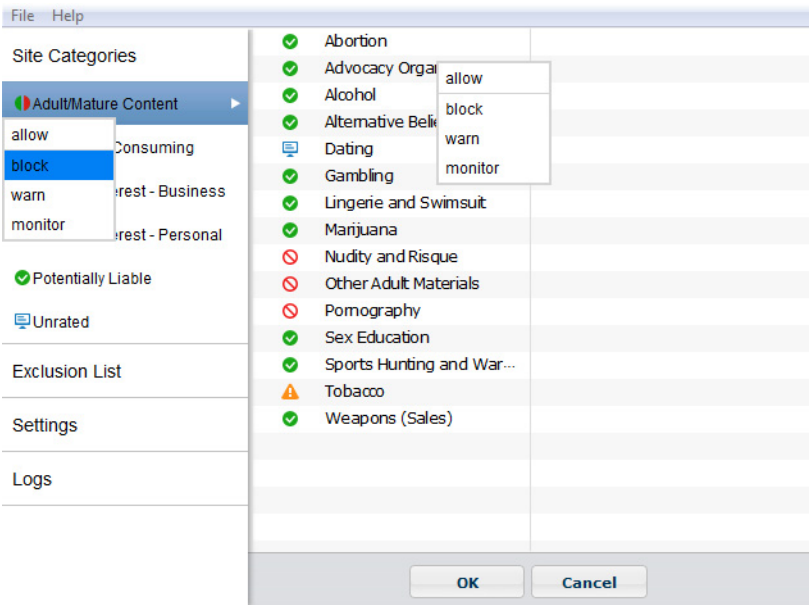 File Help
Site Categories
Adult/Mature Content
allow
block
warn
monitor
Consuming
rest - Business
rest - Personal
Potentially Liable
Unrated
Exclusion List
Settings
Logs
Abortion
Advocacy Orga
Alcohol
Alternative Belie
Dating
Gambling
Lingerie and Swimsuit
Marijuana
Nudity and Risque
Other Adult Materials
Pornography
Sex Education
Sports Hunting and War...
Tobacco
Weapons (Sales)
allow
block
warn
monitor
OK Cancel